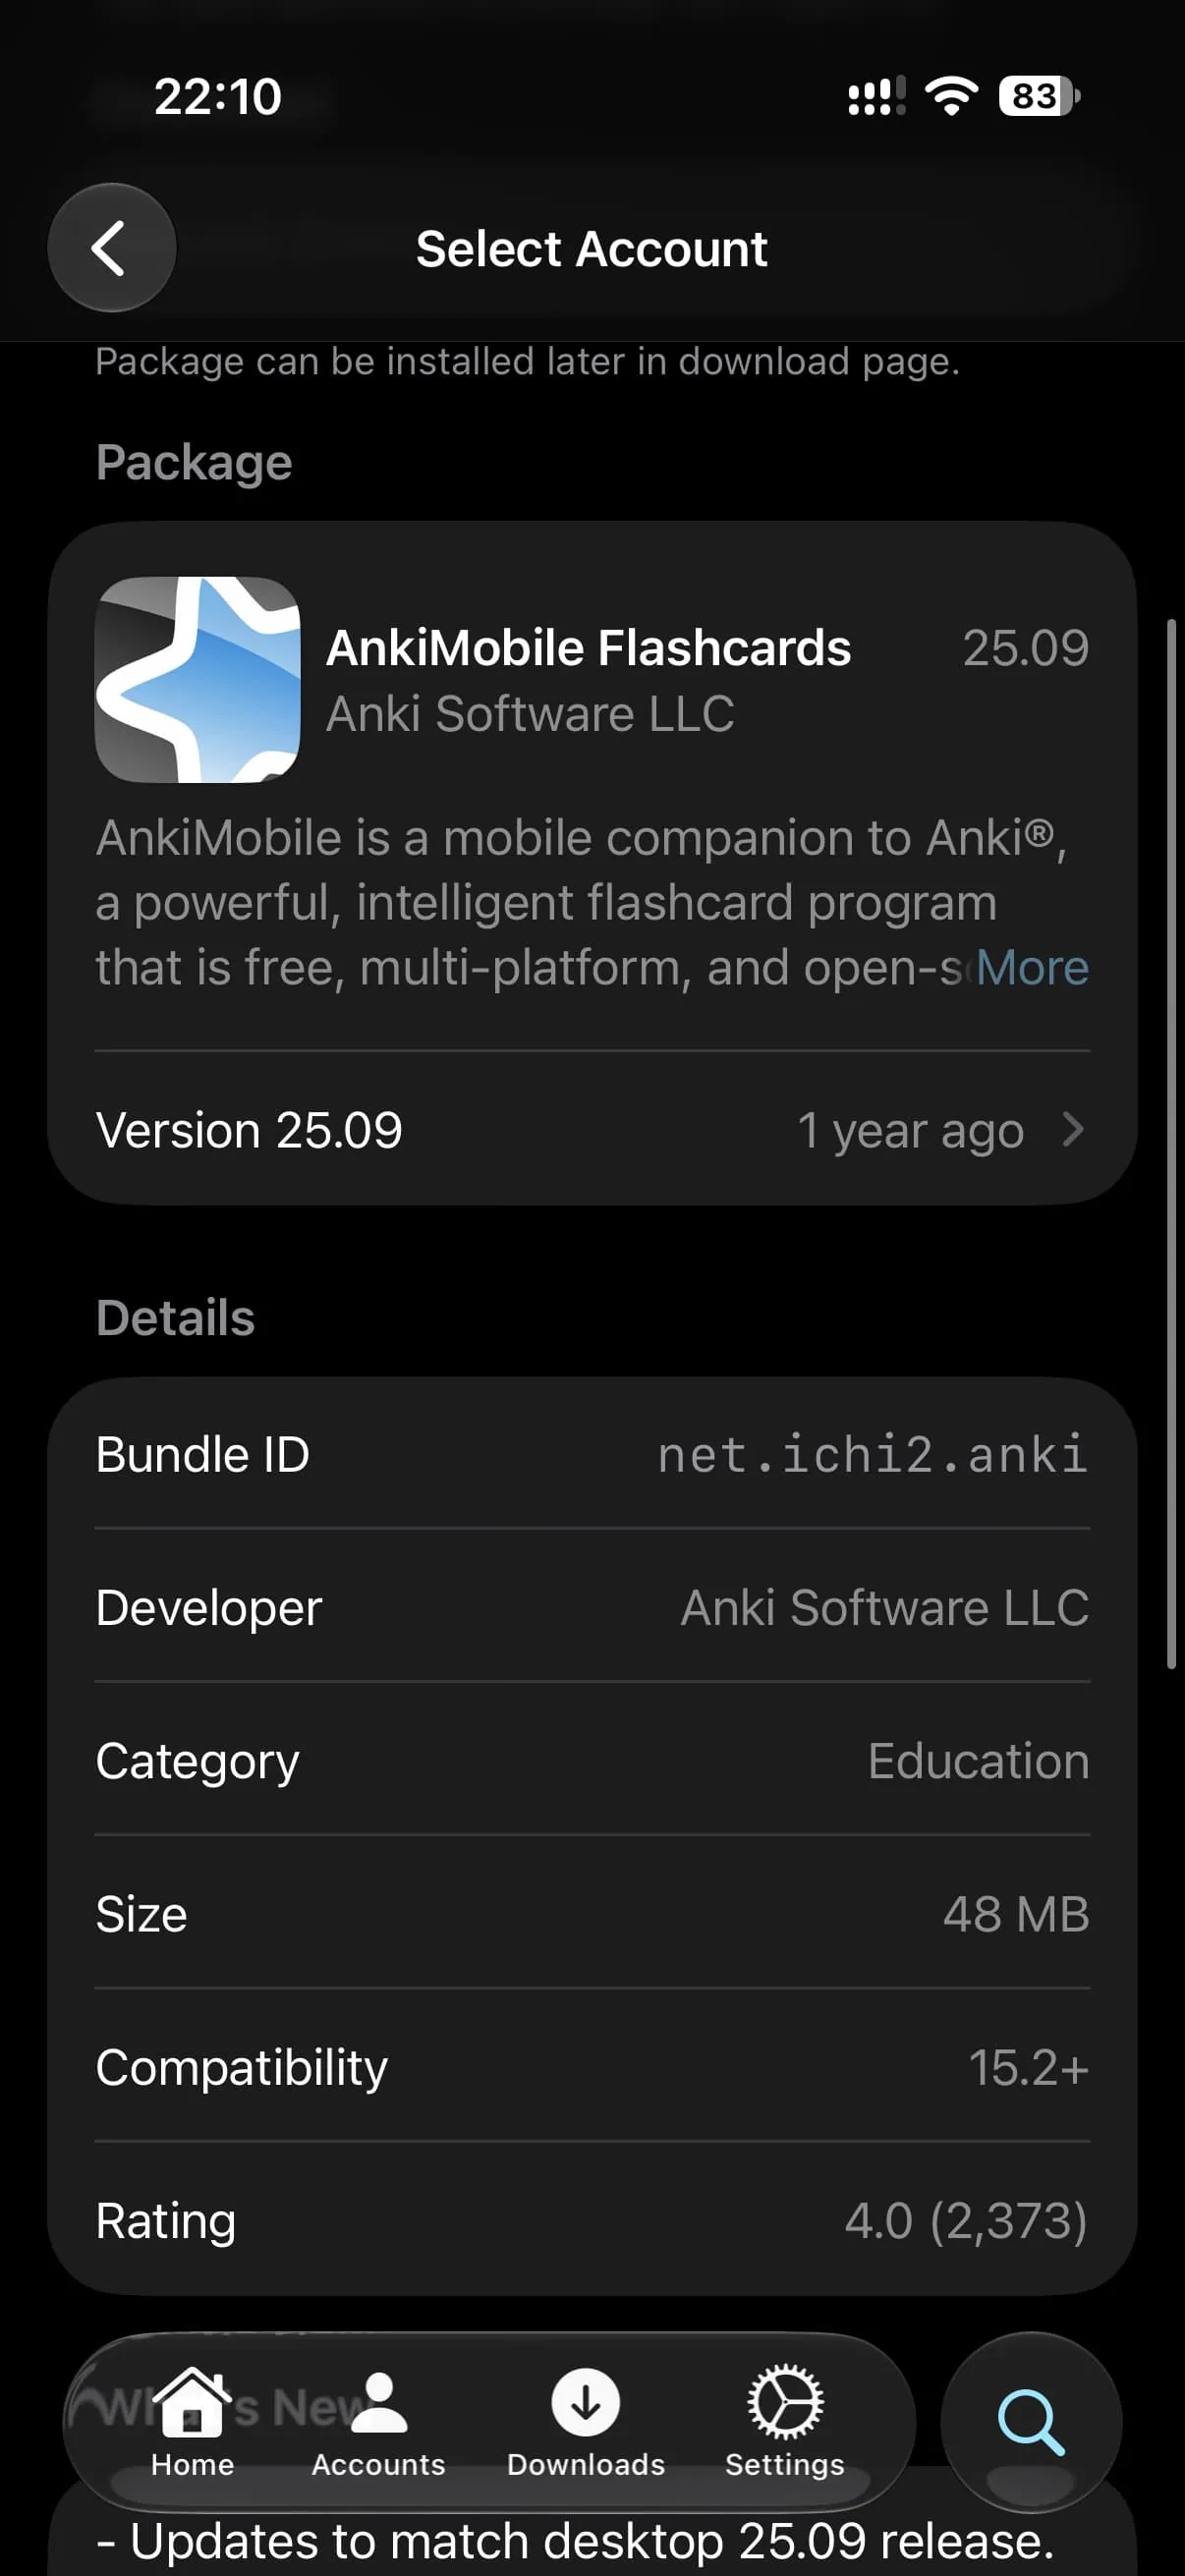 22:10
83
Select Account
Package can be installed later in download page.
Package
AnkiMobile Flashcards
25.09
Anki Software LLC
AnkiMobile is a mobile companion to Anki®,
a powerful, intelligent flashcard program
that is free, multi-platform, and open-s
More
Version 25.09
1 year ago
Details
Bundle ID
net.ichi2.anki
Developer
Anki Software LLC
Category
Education
Size
48 MB
Compatibility
15.2+
Rating
4.0 (2,373)
What's New
Home
Accounts
Downloads
Settings
- Updates to match desktop 25.09 release.